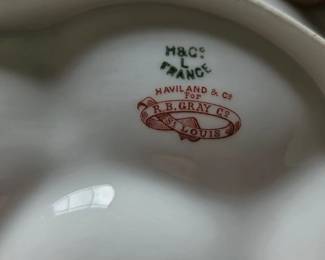 H&Co
L
FRANCE
HAVILAND & Co
for
R. B. GRAY Co
St LOUIS